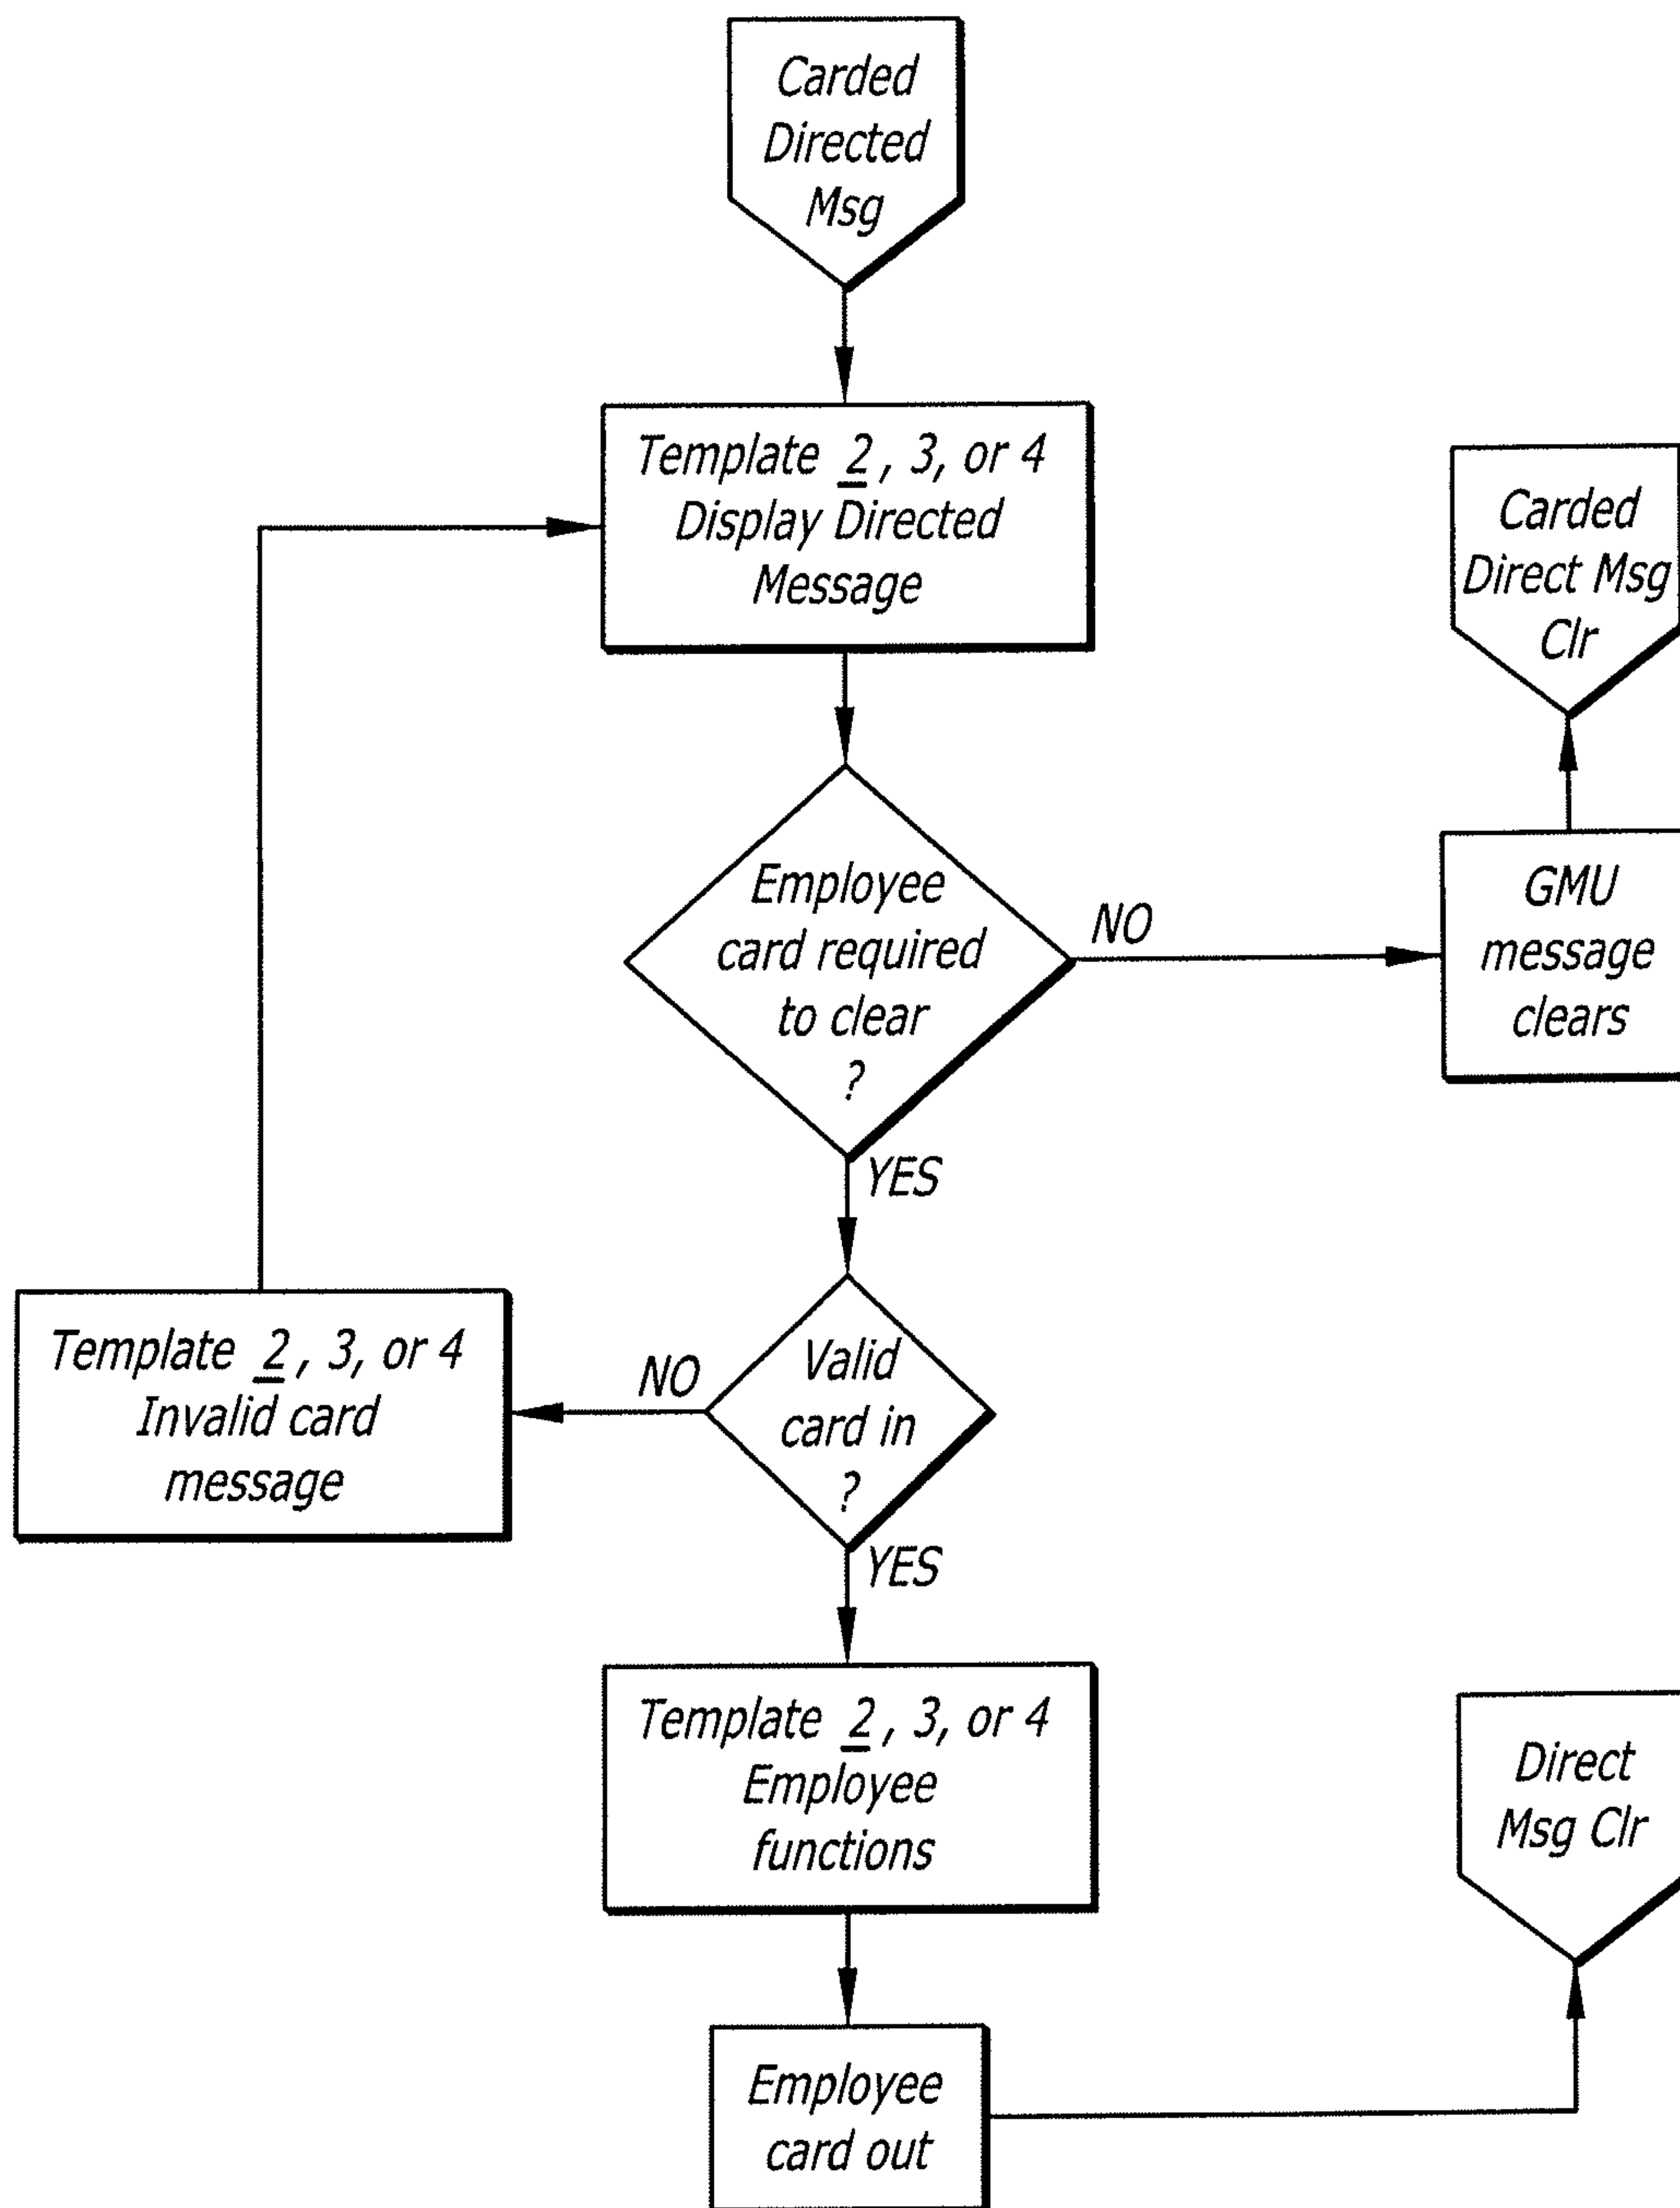 Carded
Directed
Msg
Template 2, 3, or 4
Display Directed
Message
Carded
Direct Msg
Clr
Employee
card required
to clear
?
NO
GMU
message
clears
YES
Template 2, 3, or 4
Invalid card
message
NO
Valid
card in
?
YES
Template 2, 3, or 4
Employee
functions
Direct
Msg Clr
Employee
card out